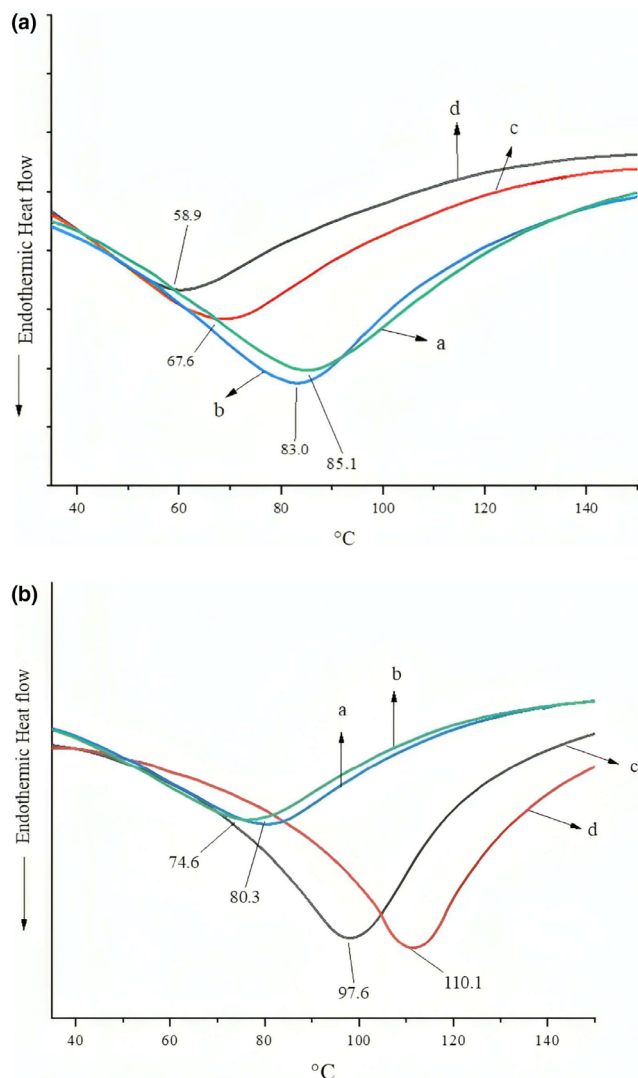 (a)
Endothermic Heat flow
d
c
58.9
67.6
a
b
83.0
85.1
40
60
80
100
120
140
°C
(b)
Endothermic Heat flow
b
a
c
d
74.6
80.3
97.6
110.1
40
60
80
100
120
140
°C